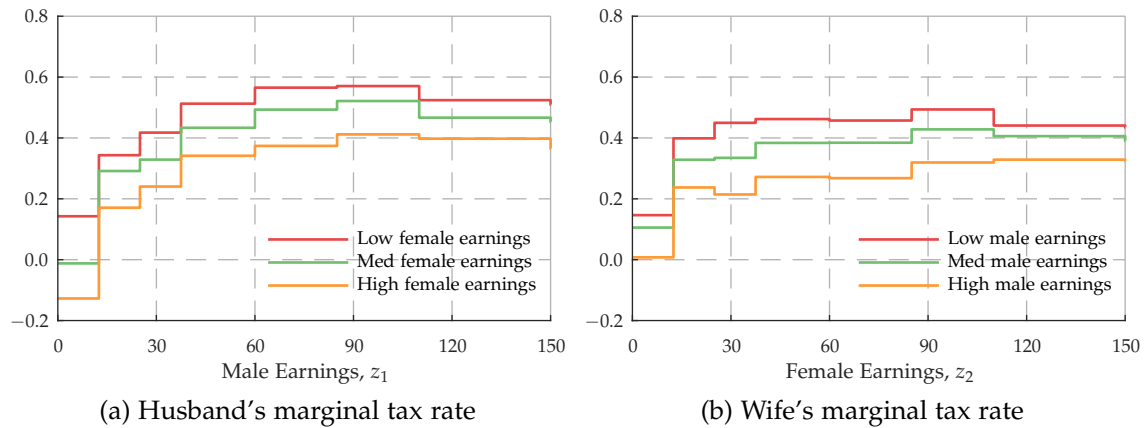 0.8
0.6
0.4
0.2
0.0
−0.2
0
30
60
90
120
150
Low female earnings
Med female earnings
High female earnings
Male Earnings, z₁
(a) Husband's marginal tax rate
0.8
0.6
0.4
0.2
0.0
−0.2
0
30
60
90
120
150
Low male earnings
Med male earnings
High male earnings
Female Earnings, z₂
(b) Wife's marginal tax rate